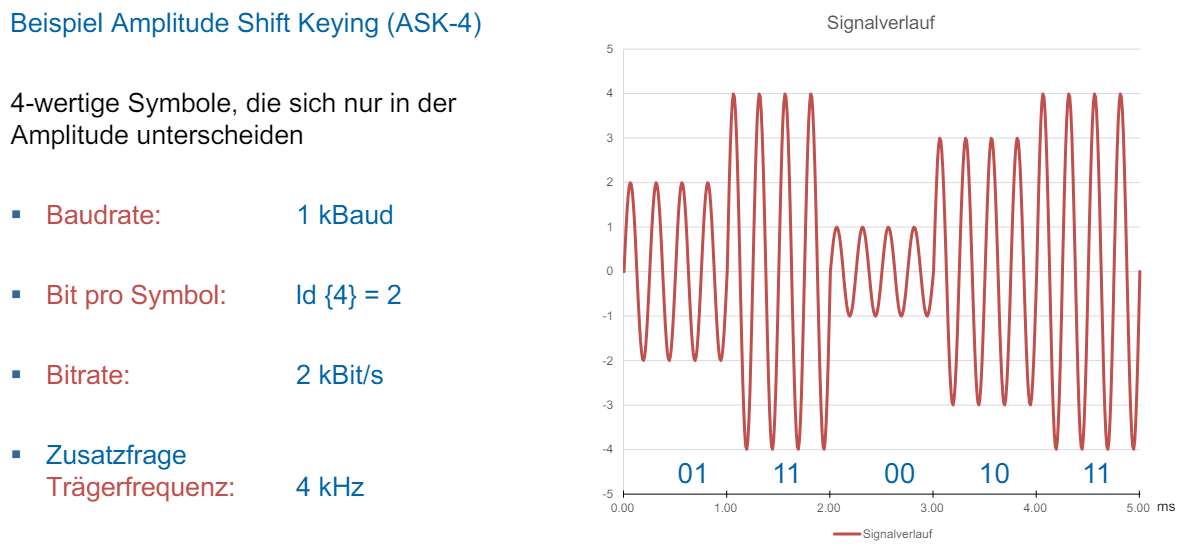 Beispiel Amplitude Shift Keying (ASK-4)
4-wertige Symbole, die sich nur in der
Amplitude unterscheiden
▪ Baudrate: 1 kBaud
▪ Bit pro Symbol: ld {4} = 2
▪ Bitrate: 2 kBit/s
▪ Zusatzfrage
Trägerfrequenz: 4 kHz
Signalverlauf
5
4
3
2
1
0
-1
-2
-3
-4
-5
01 11 00 10 11
0.00 1.00 2.00 3.00 4.00 5.00 ms
Signalverlauf